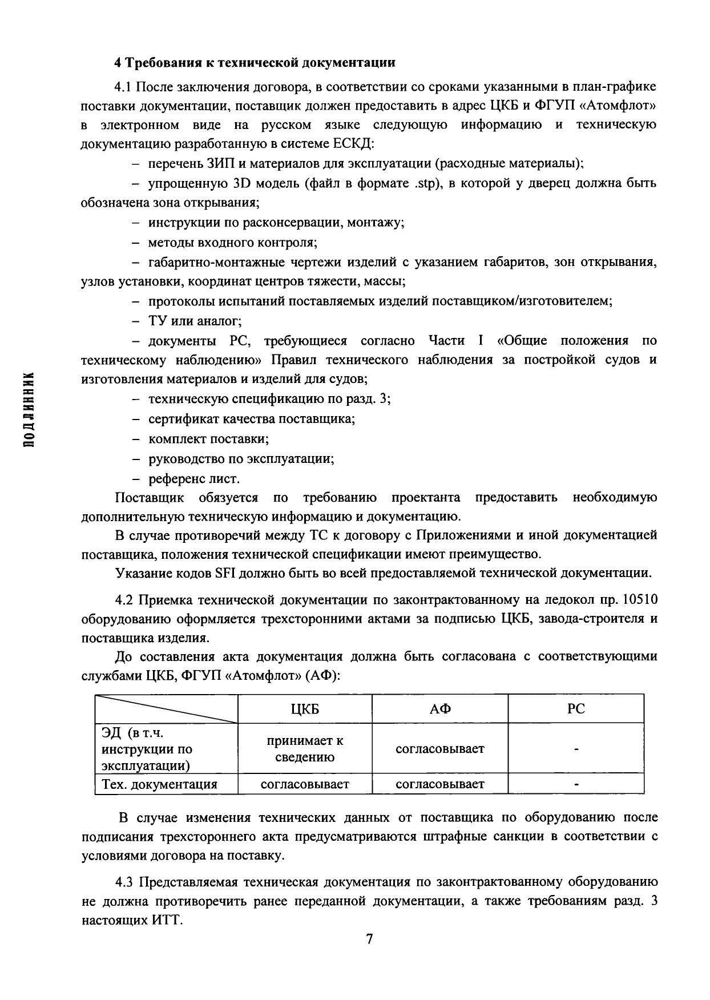 4 Требования к технической документации
4.1 После заключения договора, в соответствии со сроками указанными в план-графике
поставки документации, поставщик должен предоставить в адрес ЦКБ и ФГУП «Атомфлот»
в электронном виде на русском языке следующую информацию и техническую
документацию разработанную в системе ЕСКД:
– перечень ЗИП и материалов для эксплуатации (расходные материалы);
– упрощенную 3D модель (файл в формате .stp), в которой у дверец должна быть
обозначена зона открывания;
– инструкции по расконсервации, монтажу;
– методы входного контроля;
– габаритно-монтажные чертежи изделий с указанием габаритов, зон открывания,
узлов установки, координат центров тяжести, массы;
– протоколы испытаний поставляемых изделий поставщиком/изготовителем;
– ТУ или аналог;
– документы РС, требующиеся согласно Части I «Общие положения по
техническому наблюдению» Правил технического наблюдения за постройкой судов и
изготовления материалов и изделий для судов;
– техническую спецификацию по разд. 3;
– сертификат качества поставщика;
– комплект поставки;
– руководство по эксплуатации;
– референс лист.
Поставщик обязуется по требованию проектанта предоставить необходимую
дополнительную техническую информацию и документацию.
В случае противоречий между ТС к договору с Приложениями и иной документацией
поставщика, положения технической спецификации имеют преимущество.
Указание кодов SFI должно быть во всей предоставляемой технической документации.
4.2 Приемка технической документации по законтрактованному на ледокол пр. 10510
оборудованию оформляется трехсторонними актами за подписью ЦКБ, завода-строителя и
поставщика изделия.
До составления акта документация должна быть согласована с соответствующими
службами ЦКБ, ФГУП «Атомфлот» (АФ):
ЦКБ АФ РС
ЭД (в т.ч.
инструкции по
эксплуатации)
принимает к
сведению
согласовывает
-
Тех. документация согласовывает согласовывает -
В случае изменения технических данных от поставщика по оборудованию после
подписания трехстороннего акта предусматриваются штрафные санкции в соответствии с
условиями договора на поставку.
4.3 Представляемая техническая документация по законтрактованному оборудованию
не должна противоречить ранее переданной документации, а также требованиям разд. 3
настоящих ИТТ.
7
ПОДЛИННИК